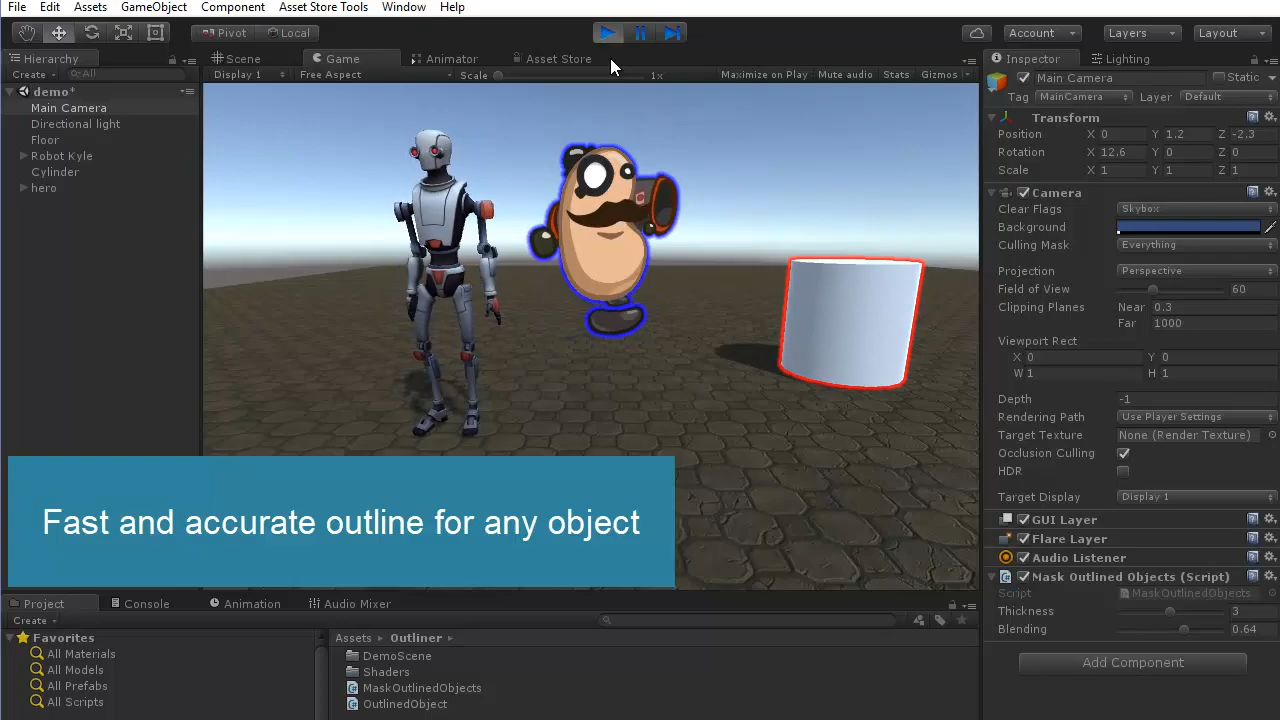 File Edit Assets GameObject Component Asset Store Tools Window Help
Pivot Local Account Layers Layout
Hierarchy Scene Game Animator Asset Store Inspector Lighting
Create All Display 1 Free Aspect Scale 1x Maximize on Play Mute audio Stats Gizmos
demo*
Main Camera
Directional light
Floor
Robot Kyle
Cylinder
hero
Main Camera Static
Tag MainCamera Layer Default
Transform
Position X 0 Y 1.2 Z -2.3
Rotation X 12.6 Y 0 Z 0
Scale X 1 Y 1 Z 1
Camera
Clear Flags Skybox
Background
Culling Mask Everything
Projection Perspective
Field of View 60
Clipping Planes Near 0.3
Far 1000
Viewport Rect
X 0 Y 0
W 1 H 1
Depth -1
Rendering Path Use Player Settings
Target Texture None (Render Texture)
Occlusion Culling
HDR
Target Display Display 1
GUI Layer
Flare Layer
Audio Listener
Mask Outlined Objects (Script)
Script MaskOutlinedObjects
Thickness 3
Blending 0.64
Add Component
Fast and accurate outline for any object
Project Console Animation Audio Mixer
Create
Favorites
All Materials
All Models
All Prefabs
All Scripts
Assets Outliner
DemoScene
Shaders
MaskOutlinedObjects
OutlinedObject